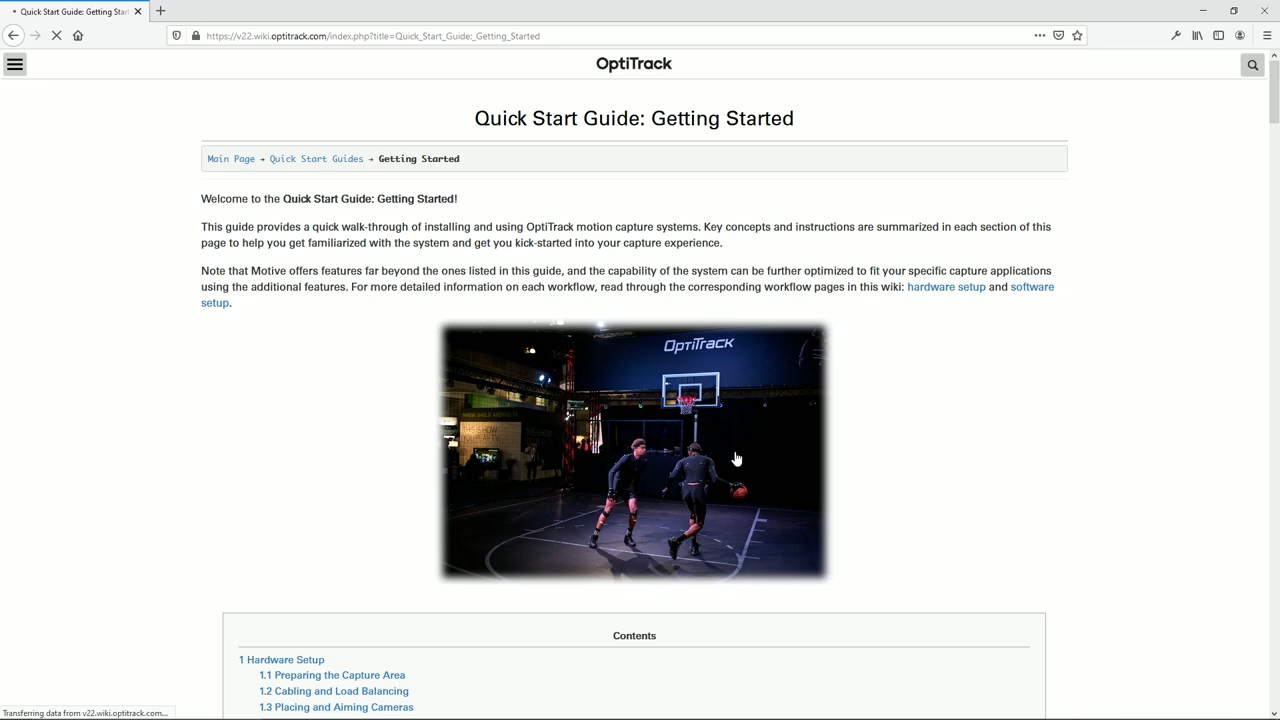 Quick Start Guide: Getting Star
https://v22.wiki.optitrack.com/index.php?title=Quick_Start_Guide:_Getting_Started
OptiTrack
Quick Start Guide: Getting Started
Main Page → Quick Start Guides → Getting Started
Welcome to the Quick Start Guide: Getting Started!
This guide provides a quick walk-through of installing and using OptiTrack motion capture systems. Key concepts and instructions are summarized in each section of this
page to help you get familiarized with the system and get you kick-started into your capture experience.
Note that Motive offers features far beyond the ones listed in this guide, and the capability of the system can be further optimized to fit your specific capture applications
using the additional features. For more detailed information on each workflow, read through the corresponding workflow pages in this wiki: hardware setup and software
setup.
OPTITRACK
Contents
1 Hardware Setup
1.1 Preparing the Capture Area
1.2 Cabling and Load Balancing
1.3 Placing and Aiming Cameras
Transferring data from v22.wiki.optitrack.com...